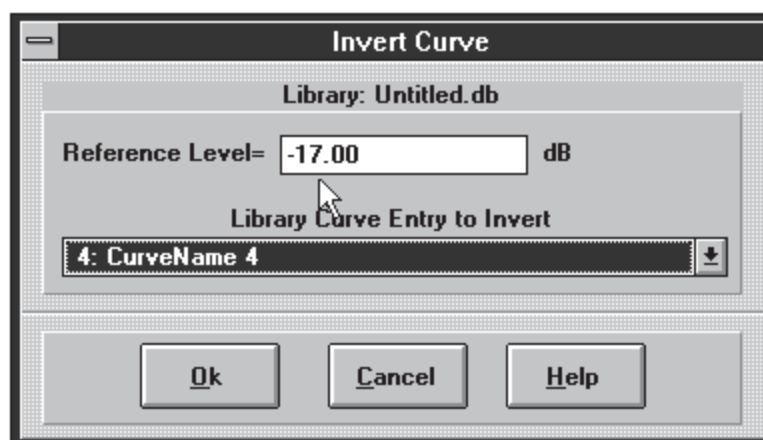 Invert Curve
Library: Untitled.db
Reference Level= -17.00 dB
Library Curve Entry to Invert
4: CurveName 4
Ok Cancel Help